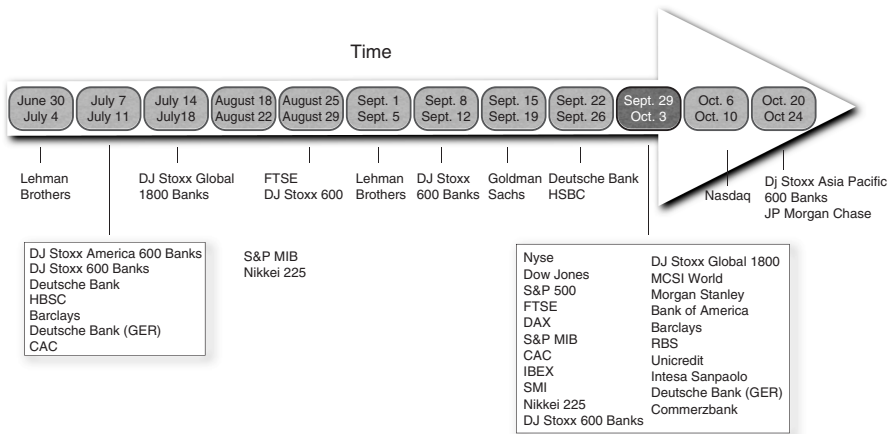 Time
June 30
July 4
July 7
July 11
July 14
July18
August 18
August 22
August 25
August 29
Sept. 1
Sept. 5
Sept. 8
Sept. 12
Sept. 15
Sept. 19
Sept. 22
Sept. 26
Sept. 29
Oct. 3
Oct. 6
Oct. 10
Oct. 20
Oct 24
Lehman
Brothers
DJ Stoxx Global
1800 Banks
FTSE
DJ Stoxx 600
Lehman
Brothers
DJ Stoxx
600 Banks
Goldman
Sachs
Deutsche Bank
HSBC
Nasdaq
Dj Stoxx Asia Pacific
600 Banks
JP Morgan Chase
DJ Stoxx America 600 Banks
DJ Stoxx 600 Banks
Deutsche Bank
HBSC
Barclays
Deutsche Bank (GER)
CAC
S&P MIB
Nikkei 225
Nyse
Dow Jones
S&P 500
FTSE
DAX
S&P MIB
CAC
IBEX
SMI
Nikkei 225
DJ Stoxx 600 Banks
DJ Stoxx Global 1800
MCSI World
Morgan Stanley
Bank of America
Barclays
RBS
Unicredit
Intesa Sanpaolo
Deutsche Bank (GER)
Commerzbank